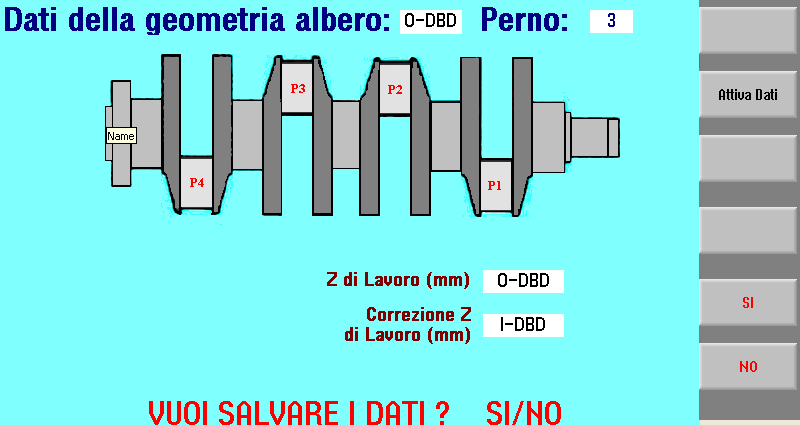 Dati della geometria albero: O-DBD Perno: 3
Attiva Dati
P3
P2
Name
P4
P1
Z di Lavoro (mm) O-DBD
Correzione Z
di Lavoro (mm) I-DBD
SI
NO
VUOI SALVARE I DATI ? SI/NO